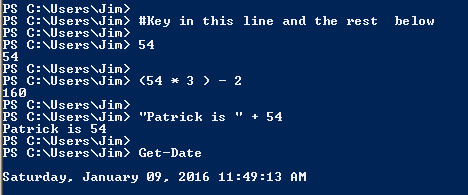 PS C:\Users\Jim>
PS C:\Users\Jim> #Key in this line and the rest  below
PS C:\Users\Jim>
PS C:\Users\Jim> 54
54
PS C:\Users\Jim>
PS C:\Users\Jim> (54 * 3 ) - 2
160
PS C:\Users\Jim>
PS C:\Users\Jim> "Patrick is " + 54
Patrick is 54
PS C:\Users\Jim>
PS C:\Users\Jim> Get-Date
Saturday, January 09, 2016 11:49:13 AM